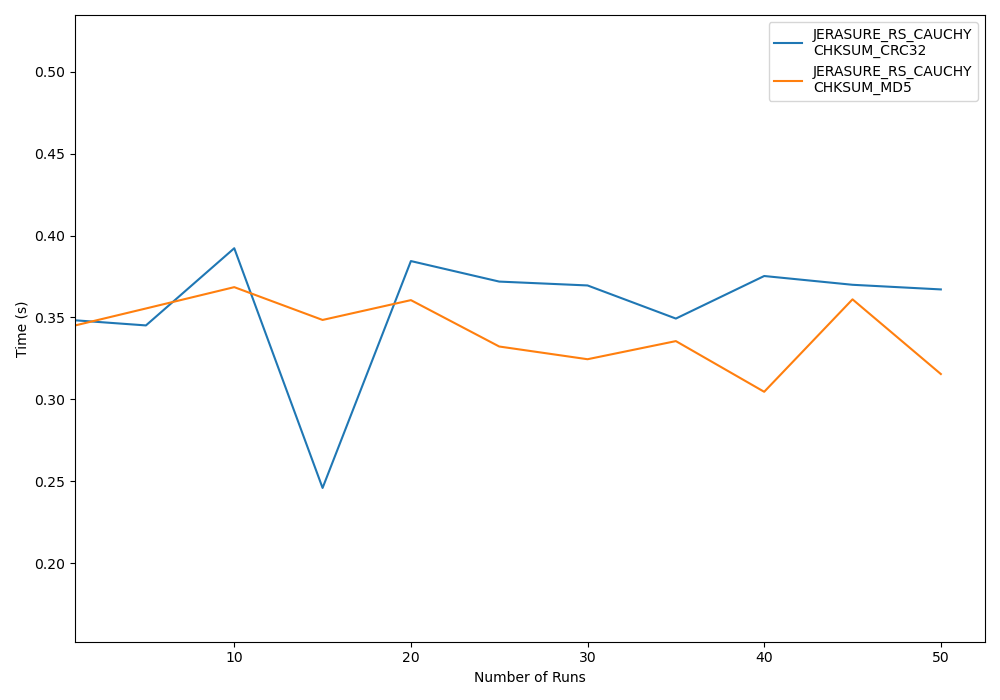 JERASURE_RS_CAUCHY
CHKSUM_CRC32
JERASURE_RS_CAUCHY
CHKSUM_MD5
0.50
0.45
0.40
0.35
0.30
0.25
0.20
Time (s)
10 20 30 40 50
Number of Runs